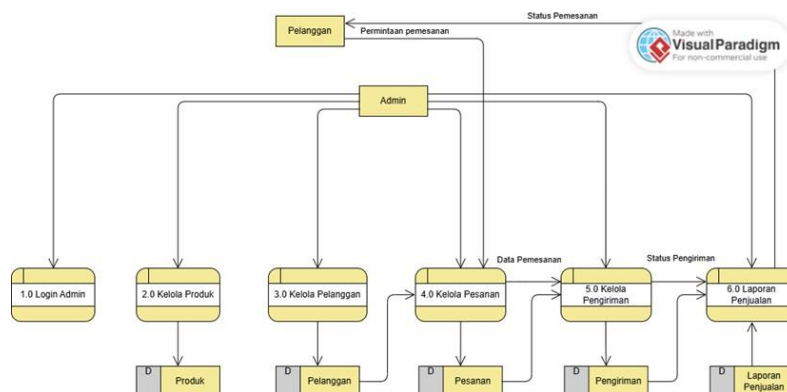 Status Pemesanan
Pelanggan
Permintaan pemesanan
Made with
Visual Paradigm
For non-commercial use
Admin
Data Pemesanan
Status Pengiriman
1.0 Login Admin
2.0 Kelola Produk
3.0 Kelola Pelanggan
4.0 Kelola Pesanan
5.0 Kelola
Pengiriman
6.0 Laporan
Penjualan
D
Produk
D
Pelanggan
D
Pesanan
D
Pengiriman
D
Laporan
Penjualan